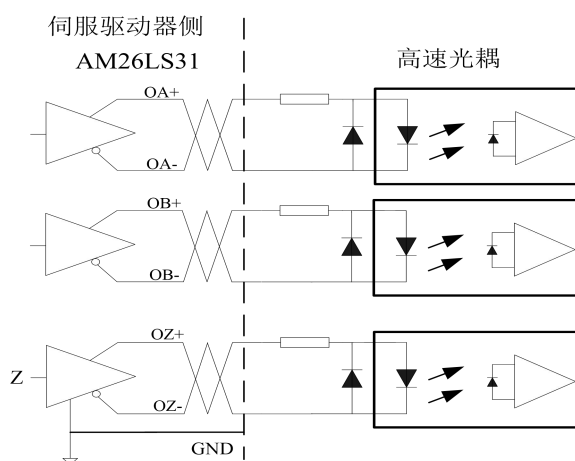 伺服驱动器侧
AM26LS31
高速光耦
OA+
OA-
OB+
OB-
OZ+
Z
OZ-
GND